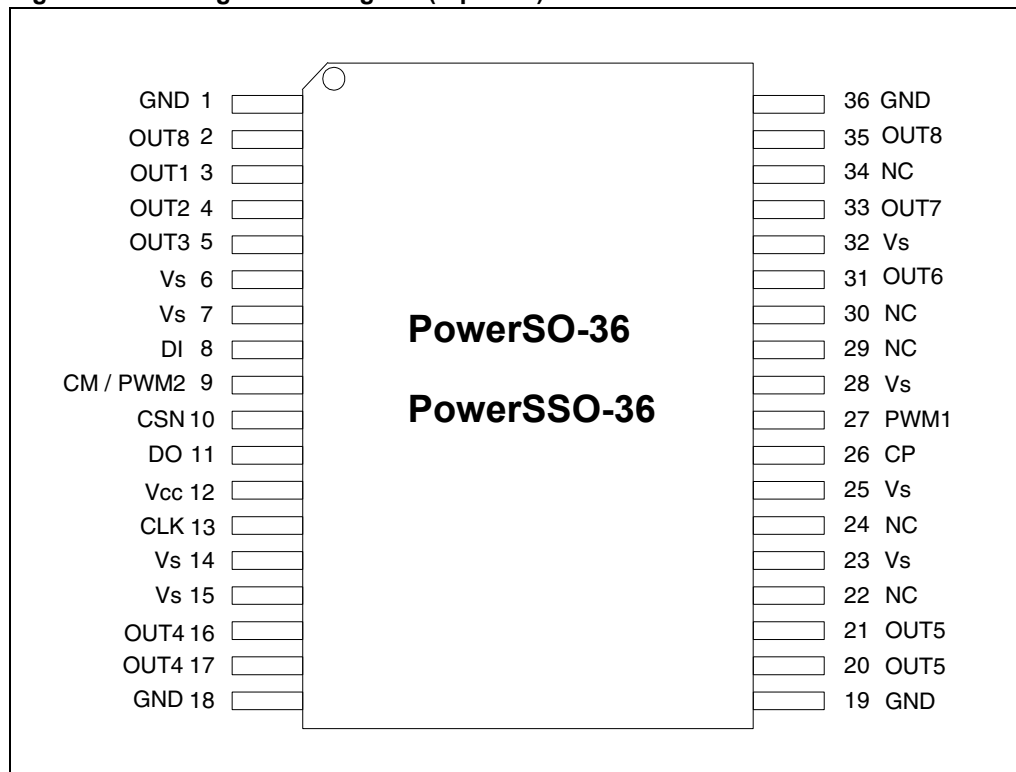 GND 1
OUT8 2
OUT1 3
OUT2 4
OUT3 5
Vs 6
Vs 7
DI 8
CM / PWM2 9
CSN 10
DO 11
Vcc 12
CLK 13
Vs 14
Vs 15
OUT4 16
OUT4 17
GND 18
PowerSO-36
PowerSSO-36
36 GND
35 OUT8
34 NC
33 OUT7
32 Vs
31 OUT6
30 NC
29 NC
28 Vs
27 PWM1
26 CP
25 Vs
24 NC
23 Vs
22 NC
21 OUT5
20 OUT5
19 GND